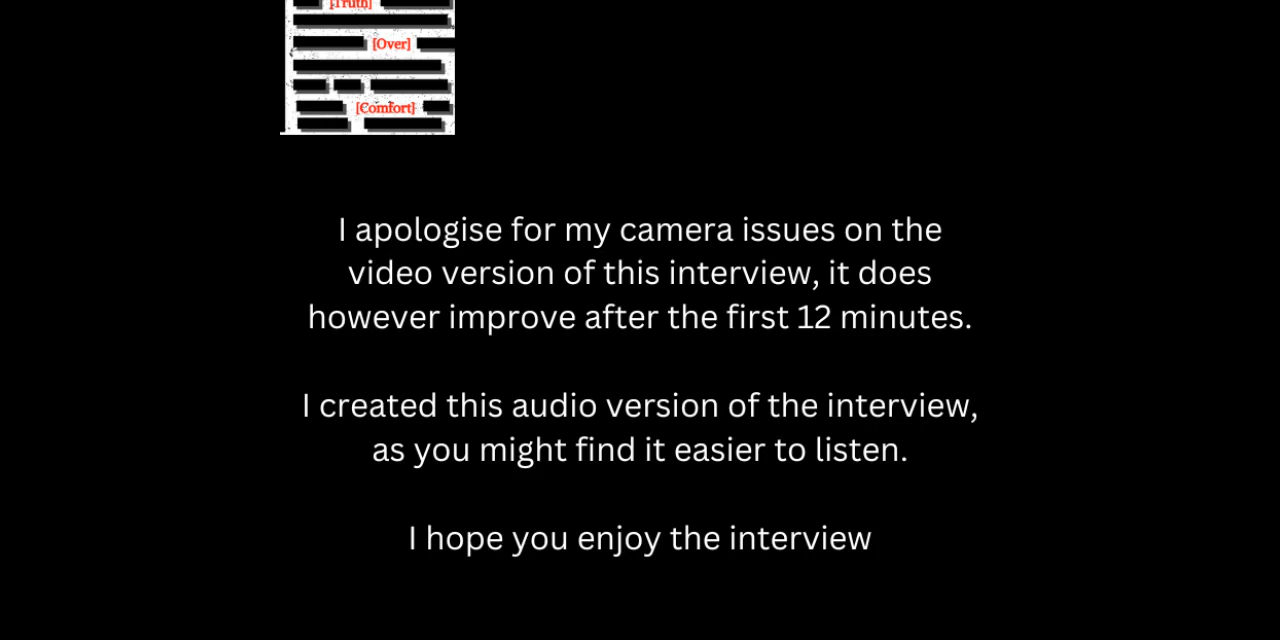 [Truth]
[Over]
[Comfort]
I apologise for my camera issues on the
video version of this interview, it does
however improve after the first 12 minutes.
I created this audio version of the interview,
as you might find it easier to listen.
I hope you enjoy the interview